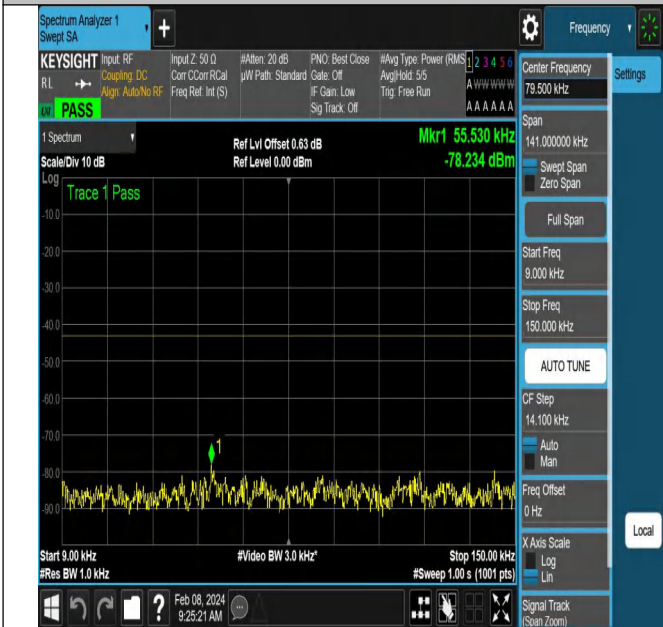 Spectrum Analyzer 1
Swept SA
+
Frequency
KEYSIGHT
RL
PASS
Input: RF
Coupling: DC
Align: Auto/No RF
Input Z: 50 Ω
Corr CCorr RCal
Freq Ref: Int (S)
#Atten: 20 dB
µW Path: Standard
PNO: Best Close
Gate: Off
IF Gain: Low
Sig Track: Off
#Avg Type: Power (RMS
Avg|Hold: 5/5
Trig: Free Run
1 2 3 4 5 6
A W W W W W
A A A A A A
1 Spectrum
Scale/Div 10 dB
Log
Ref Lvl Offset 0.63 dB
Ref Level 0.00 dBm
Mkr1 55.530 kHz
-78.234 dBm
Trace 1 Pass
-10.0
-20.0
-30.0
-40.0
-50.0
-60.0
-70.0
-80.0
-90.0
1
Start 9.00 kHz
#Res BW 1.0 kHz
#Video BW 3.0 kHz*
Stop 150.00 kHz
#Sweep 1.00 s (1001 pts)
Feb 08, 2024
9:25:21 AM
?
Center Frequency
79.500 kHz
Settings
Span
141.000000 kHz
Swept Span
Zero Span
Full Span
Start Freq
9.000 kHz
Stop Freq
150.000 kHz
AUTO TUNE
CF Step
14.100 kHz
Auto
Man
Freq Offset
0 Hz
Local
X Axis Scale
Log
Lin
Signal Track
(Span Zoom)